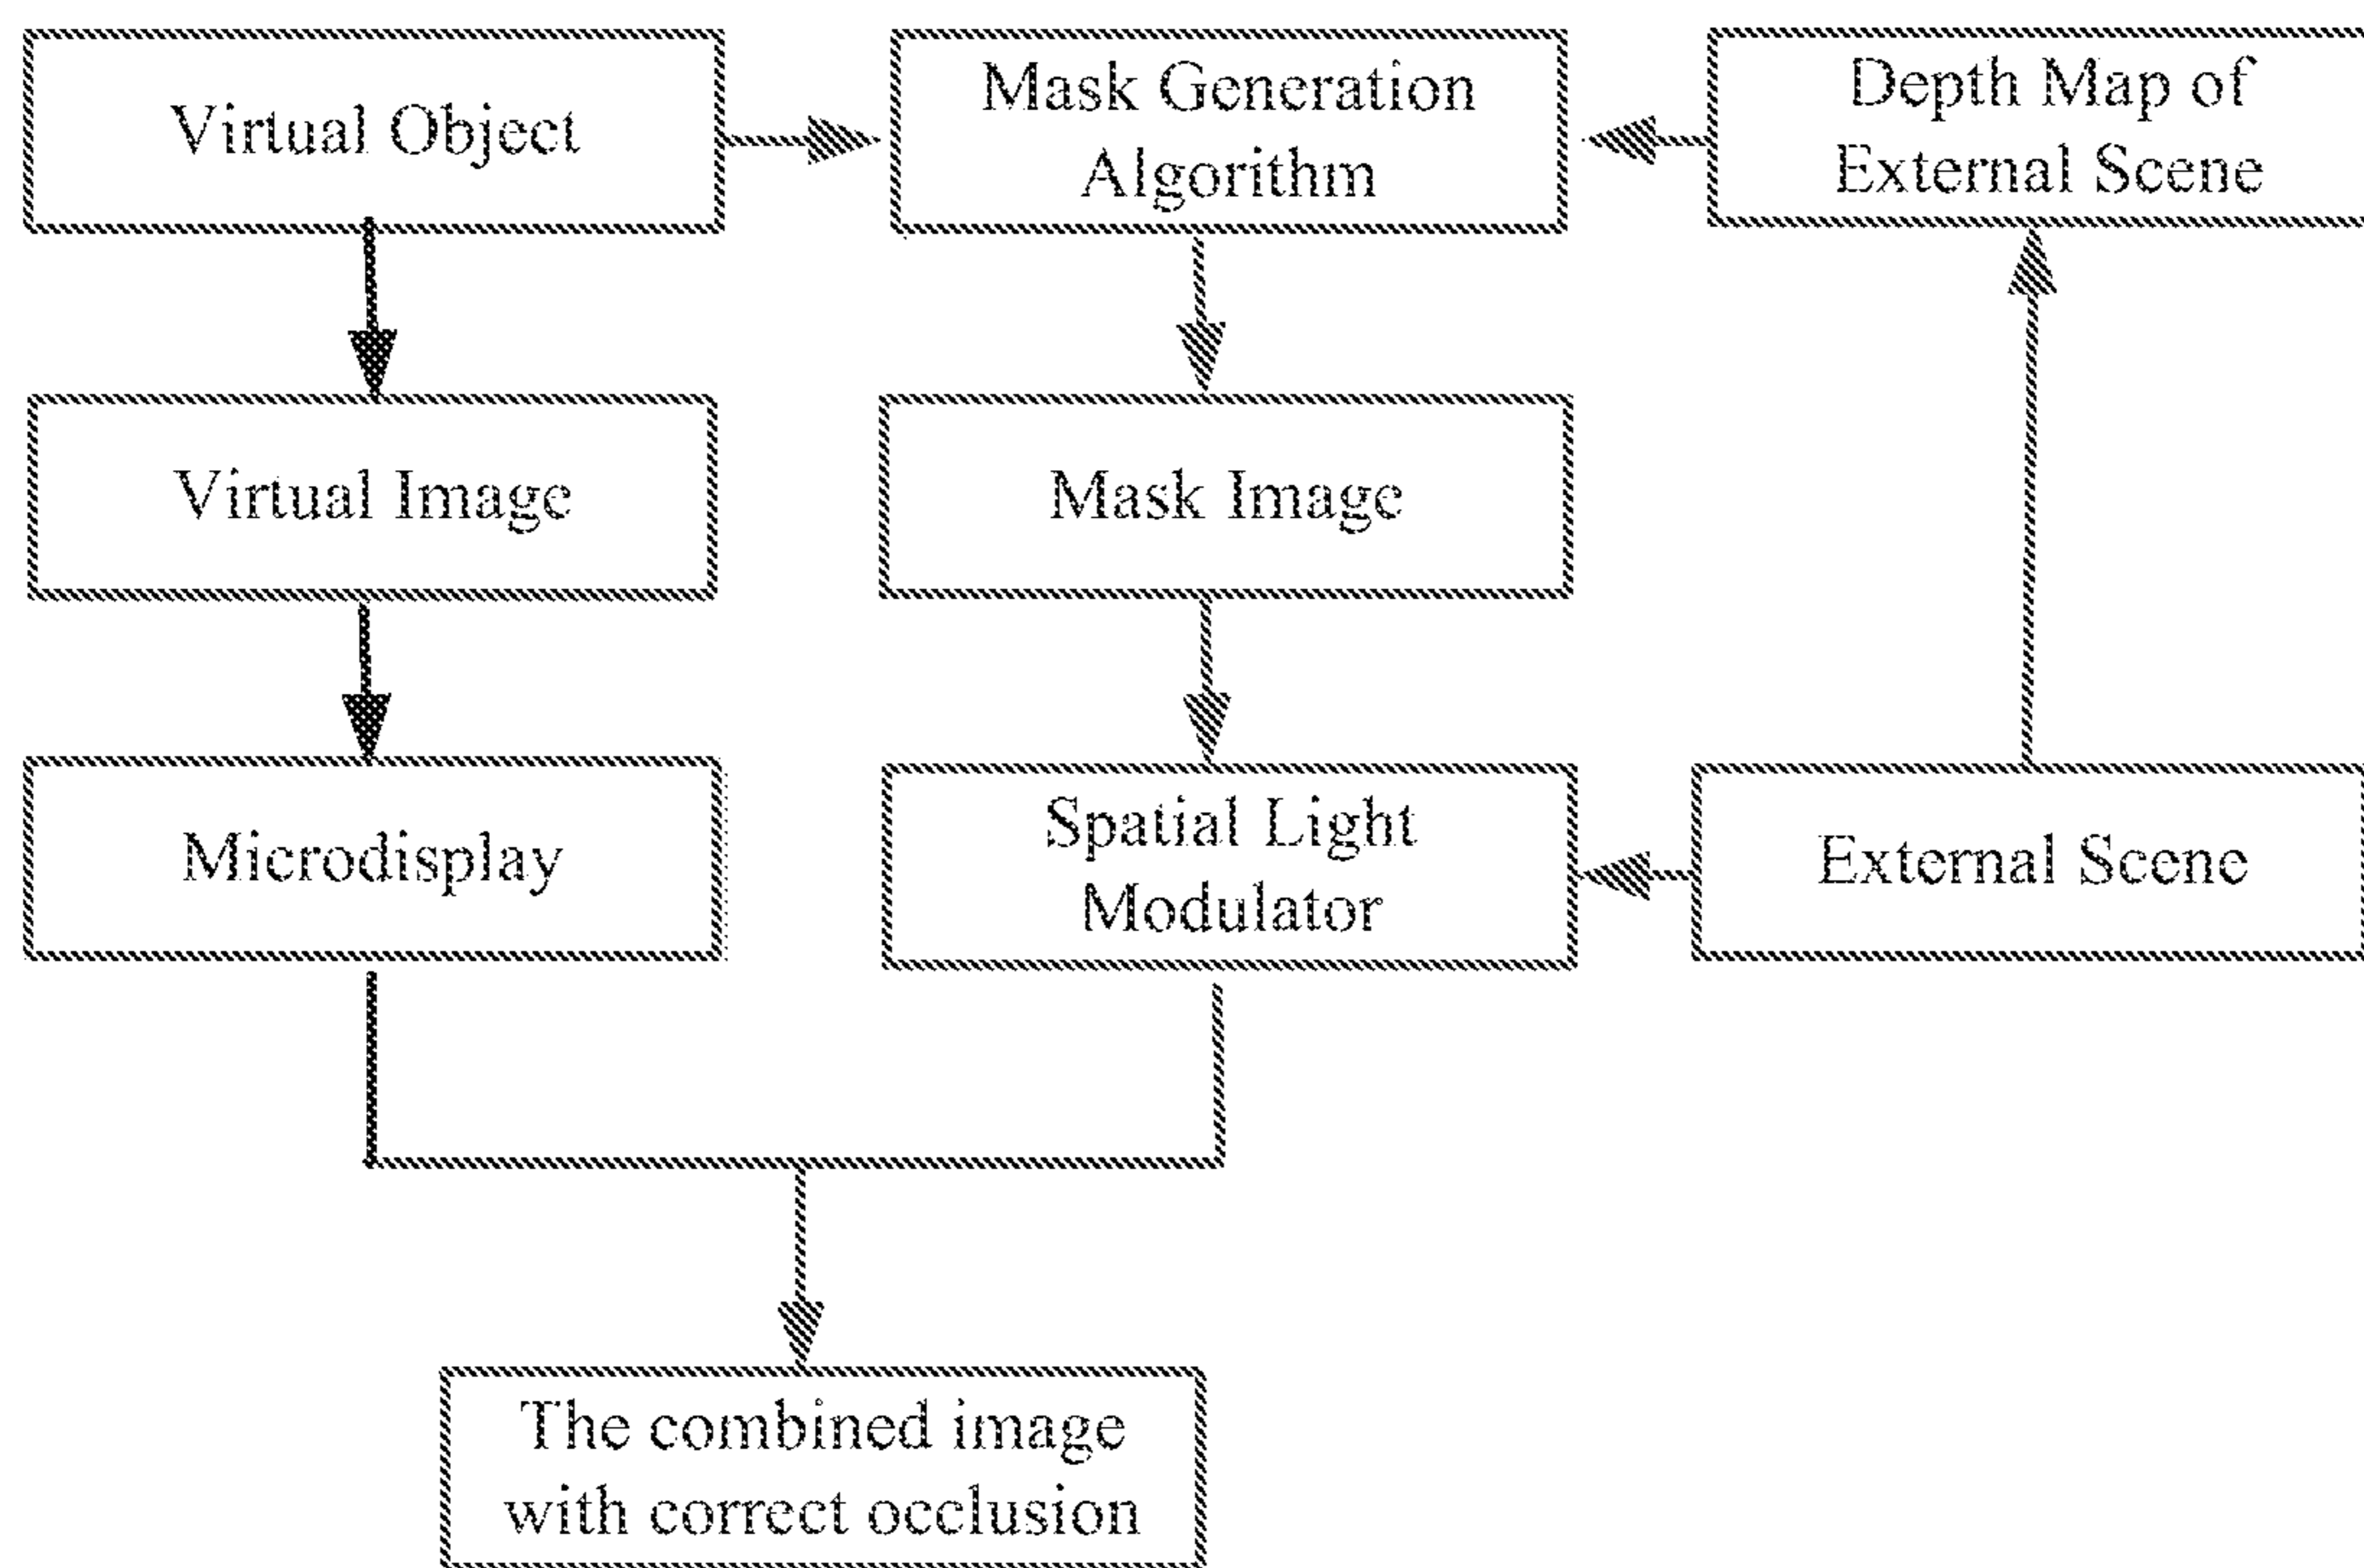 Virtual Object
Mask Generation
Algorithm
Depth Map of
External Scene
Virtual Image
Mask Image
Microdisplay
Spatial Light
Modulator
External Scene
The combined image
with correct occlusion